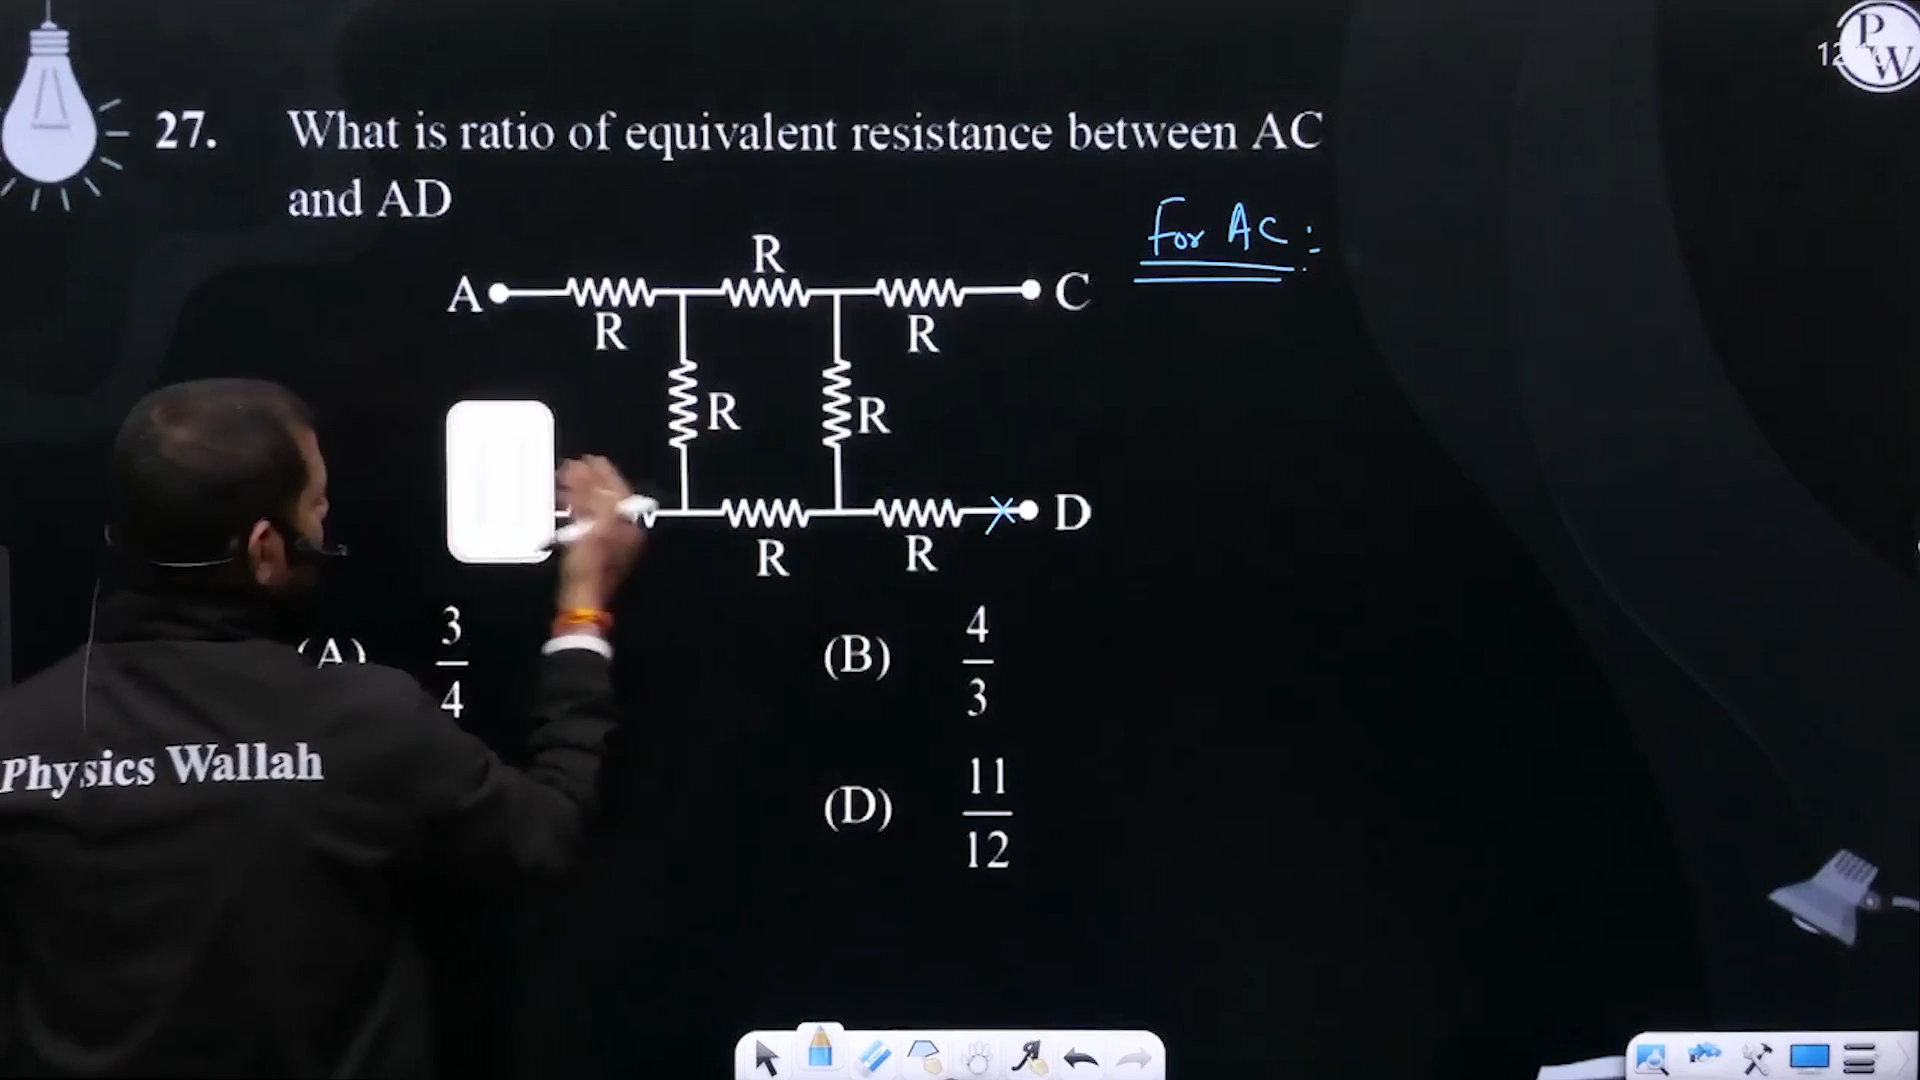 P
W
27. What is ratio of equivalent resistance between AC
and AD
For AC :
R
A
C
R
R
R
R
D
R
R
(A) 3/4
(B) 4/3
(D) 11/12
Physics Wallah